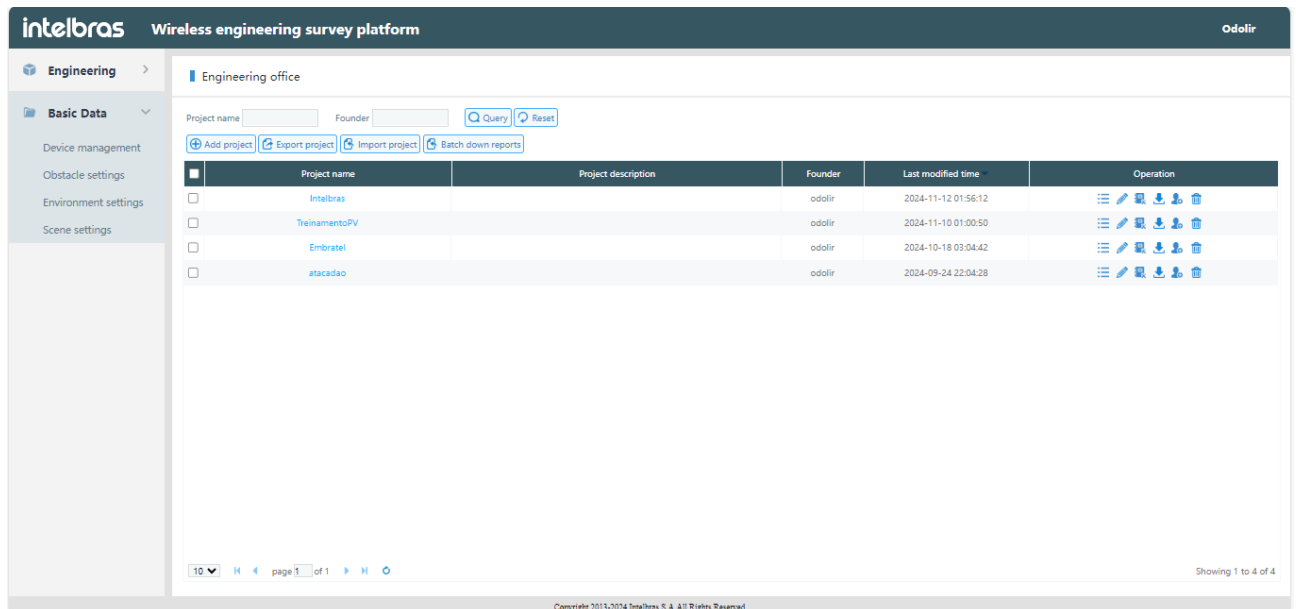 intelbras Wireless engineering survey platform Odolir
Engineering
Basic Data
Device management
Obstacle settings
Environment settings
Scene settings
Engineering office
Project name Founder Query Reset
Add project Export project Import project Batch down reports
Project name Project description Founder Last modified time Operation
Intelbras odolir 2024-11-12 01:56:12
TreinamentoPV odolir 2024-11-10 01:00:50
Embratel odolir 2024-10-18 03:04:42
atacadao odolir 2024-09-24 22:04:28
10 page 1 of 1 Showing 1 to 4 of 4
Copyright 2013-2024 Intelbras S.A. All Rights Reserved